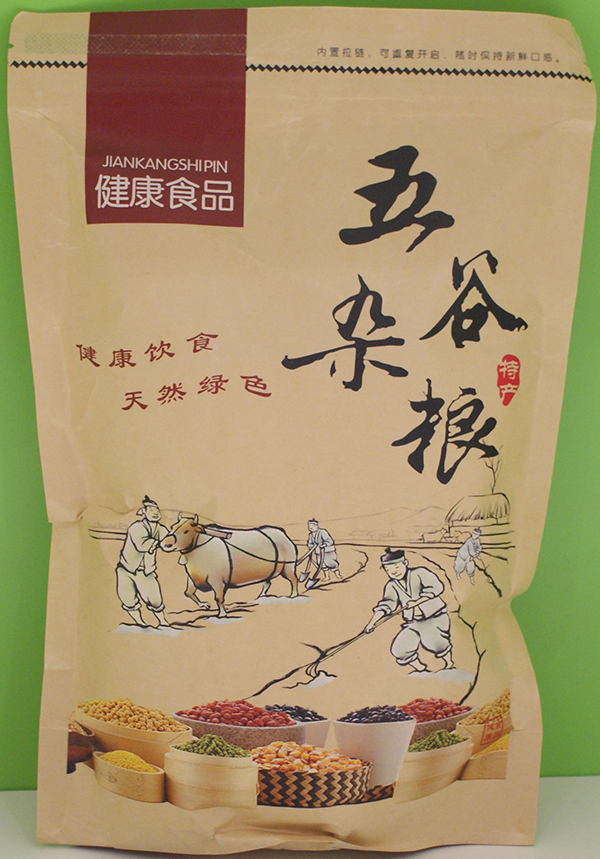 内置拉链，可重复开启，随时保持新鲜口感。
JIANKANGSHIPIN
健康食品
五谷
杂粮
特产
健康饮食
天然绿色